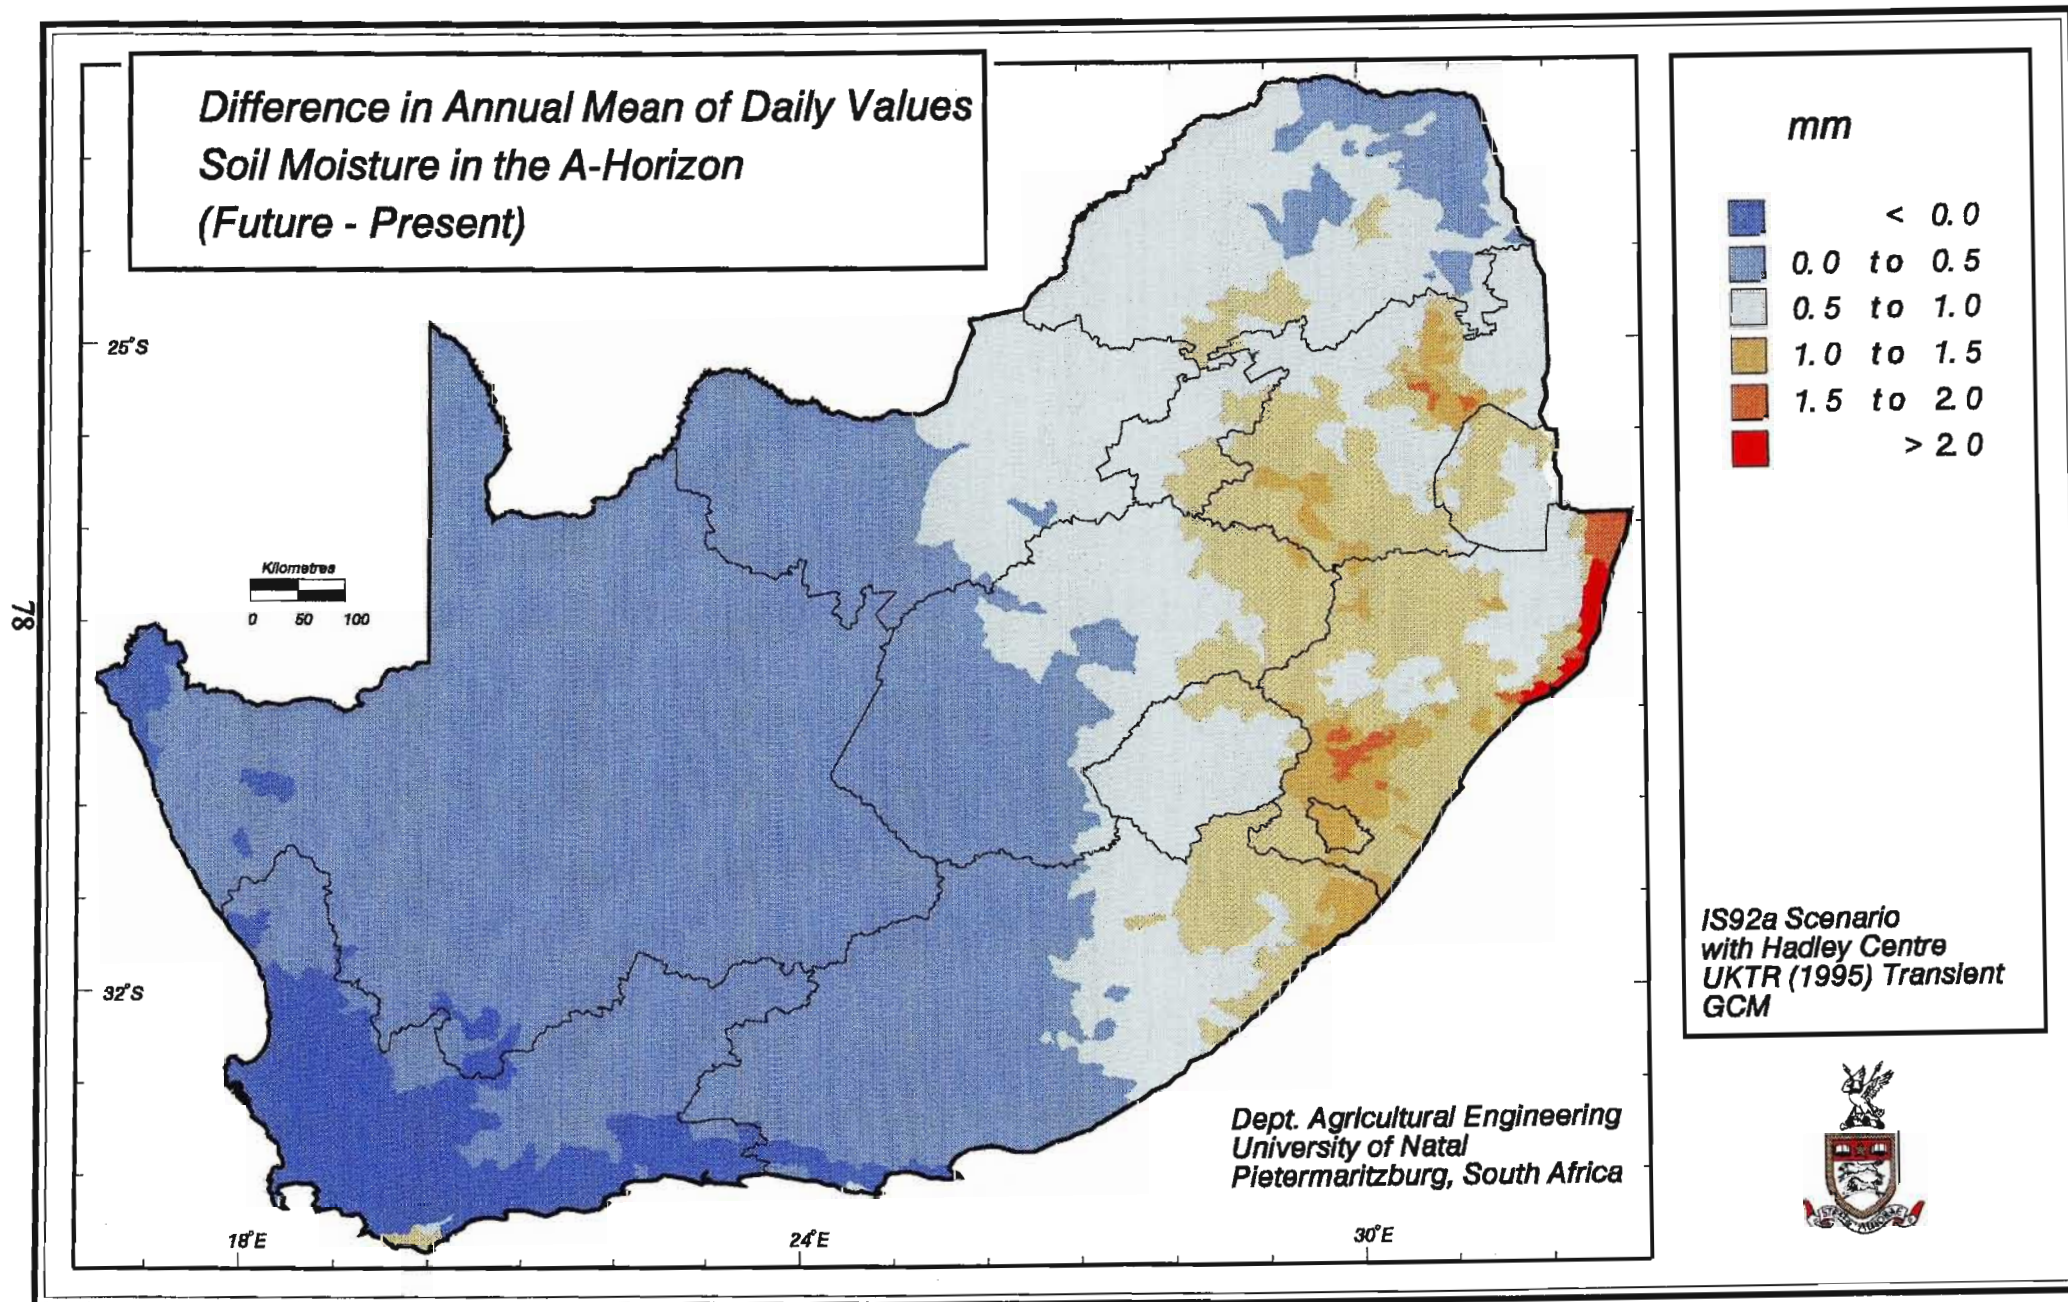 Difference in Annual Mean of Daily Values
Soil Moisture in the A-Horizon
(Future - Present)
mm
< 0.0
0.0 to 0.5
0.5 to 1.0
1.0 to 1.5
1.5 to 2.0
> 2.0
25°S
Kilometres
0 50 100
78
32°S
IS92a Scenario
with Hadley Centre
UKTR (1995) Transient
GCM
Dept. Agricultural Engineering
University of Natal
Pietermaritzburg, South Africa
18°E
24°E
30°E